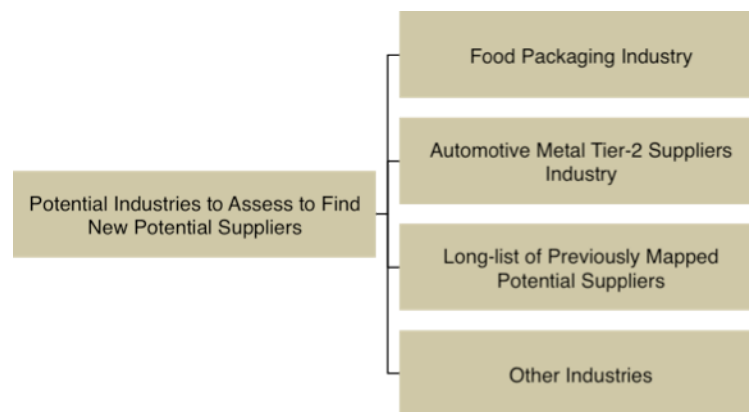 Food Packaging Industry
Automotive Metal Tier-2 Suppliers
Industry
Potential Industries to Assess to Find
New Potential Suppliers
Long-list of Previously Mapped
Potential Suppliers
Other Industries